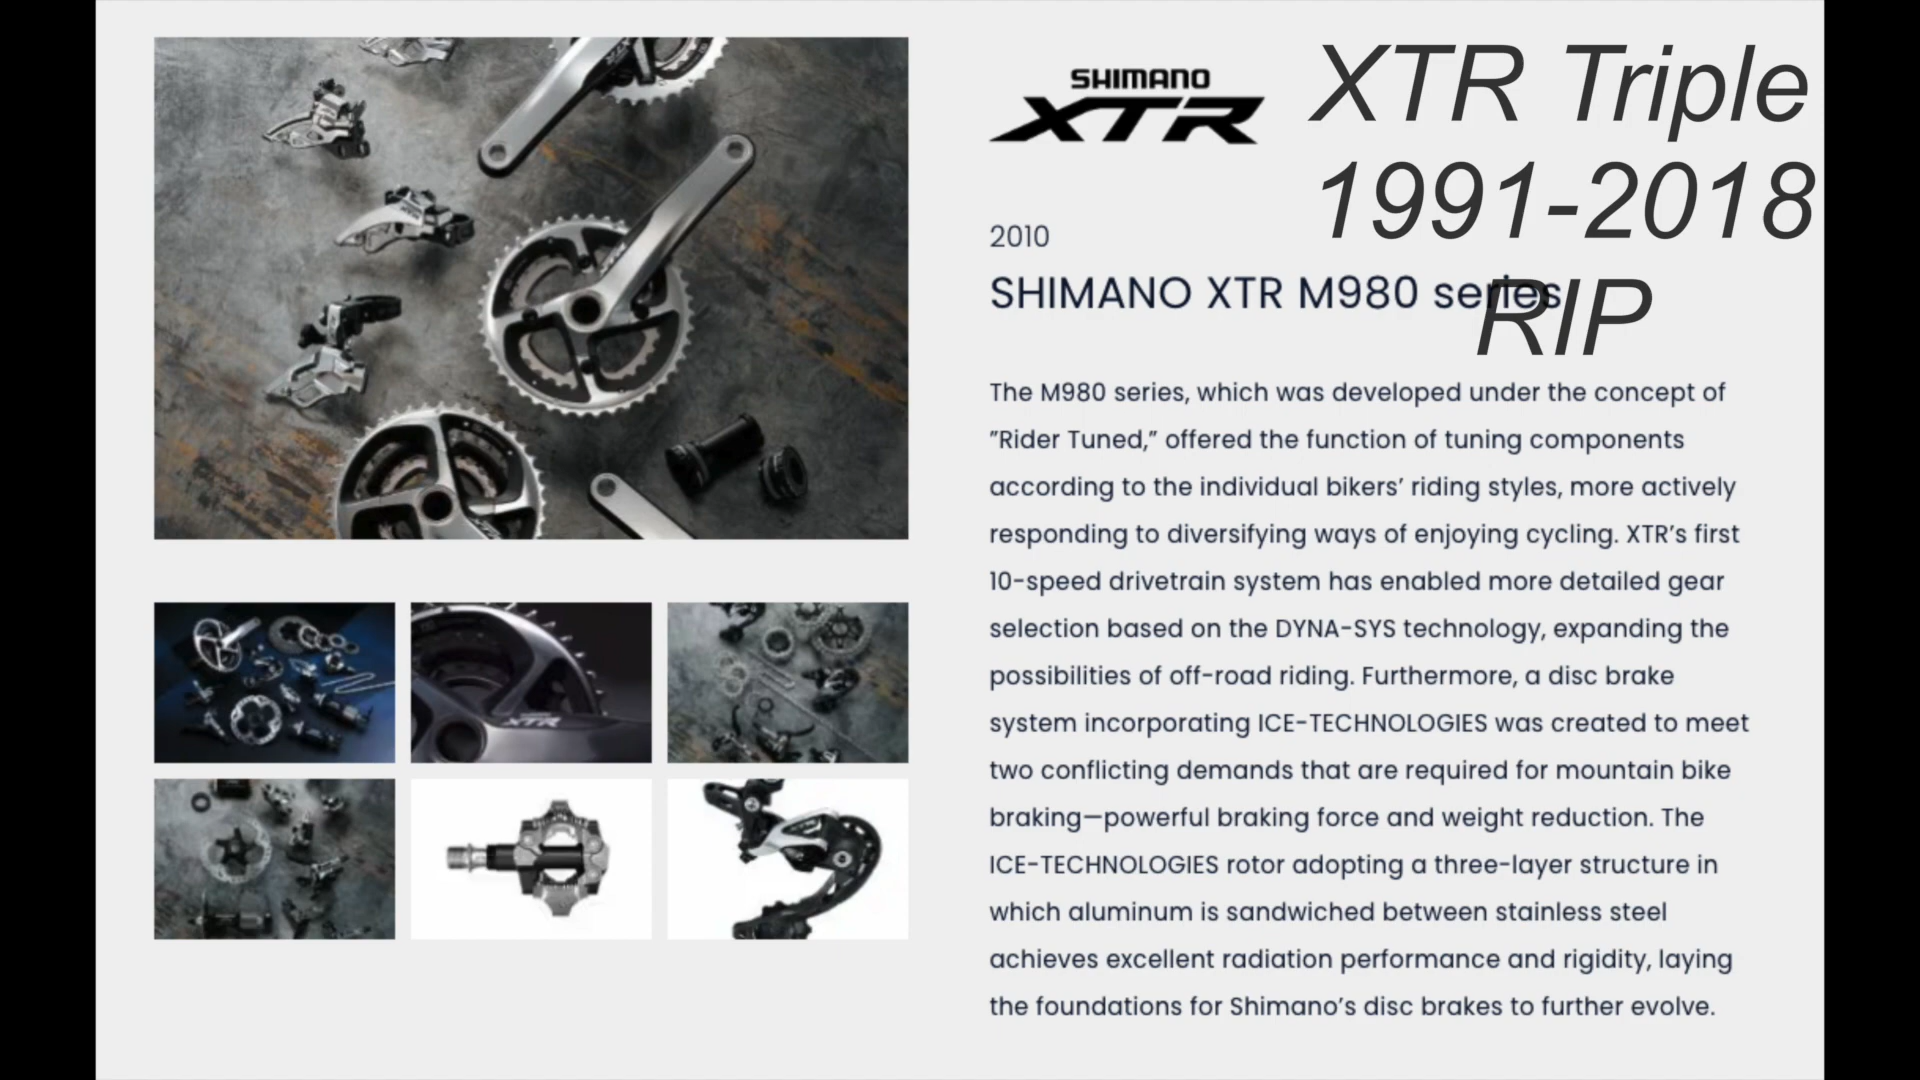 SHIMANO
XTR
XTR Triple
1991-2018
RIP
2010
SHIMANO XTR M980 series
The M980 series, which was developed under the concept of
”Rider Tuned,” offered the function of tuning components
according to the individual bikers’ riding styles, more actively
responding to diversifying ways of enjoying cycling. XTR’s first
10-speed drivetrain system has enabled more detailed gear
selection based on the DYNA-SYS technology, expanding the
possibilities of off-road riding. Furthermore, a disc brake
system incorporating ICE-TECHNOLOGIES was created to meet
two conflicting demands that are required for mountain bike
braking—powerful braking force and weight reduction. The
ICE-TECHNOLOGIES rotor adopting a three-layer structure in
which aluminum is sandwiched between stainless steel
achieves excellent radiation performance and rigidity, laying
the foundations for Shimano’s disc brakes to further evolve.
XTR